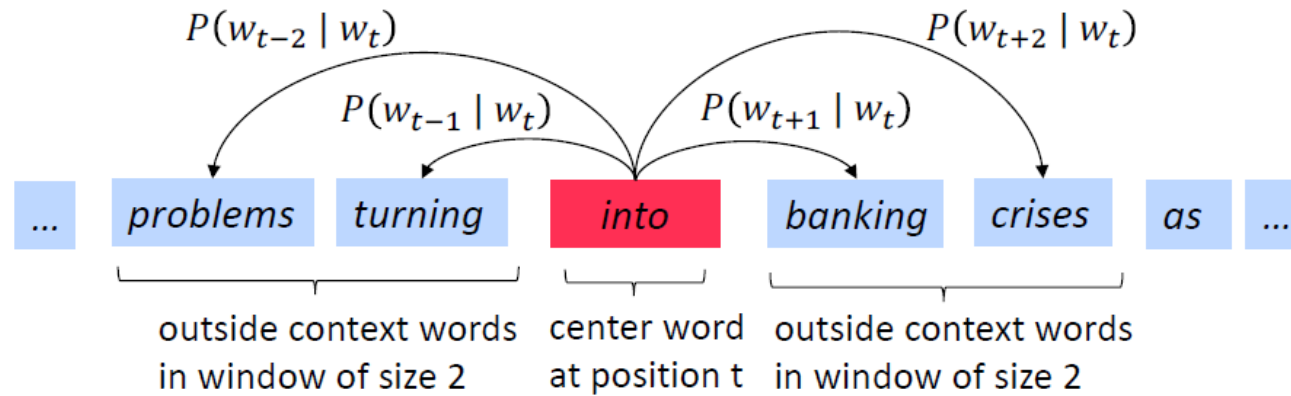 P(w_{t−2} | w_t) P(w_{t+2} | w_t)
P(w_{t−1} | w_t) P(w_{t+1} | w_t)
... problems turning into banking crises as ...
outside context words center word outside context words
in window of size 2 at position t in window of size 2